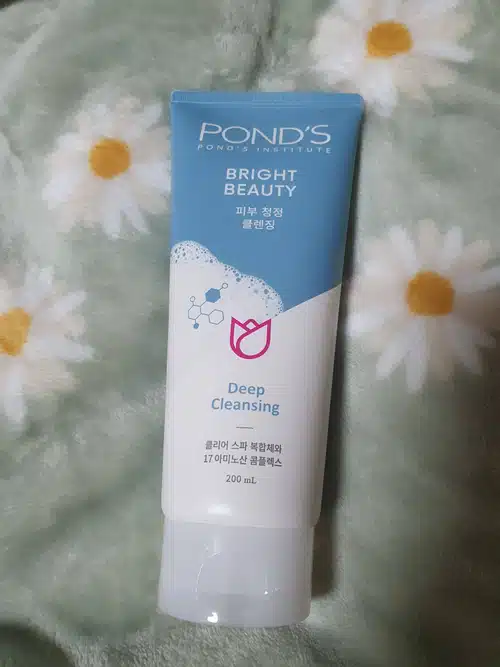 POND'S
POND'S INSTITUTE
BRIGHT
BEAUTY
피부 청정
클렌징
Deep
Cleansing
클리어 스파 복합체와
17 아미노산 콤플렉스
200 mL